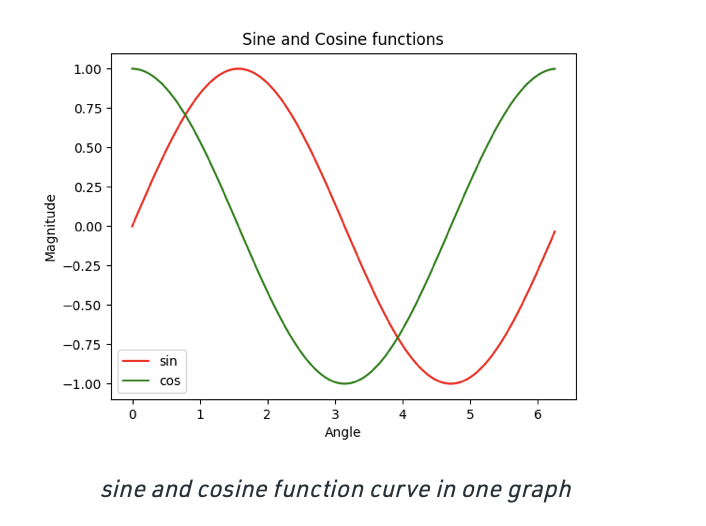 Sine and Cosine functions
1.00
0.75
0.50
0.25
0.00
−0.25
−0.50
−0.75
−1.00
Magnitude
sin
cos
0 1 2 3 4 5 6
Angle
sine and cosine function curve in one graph